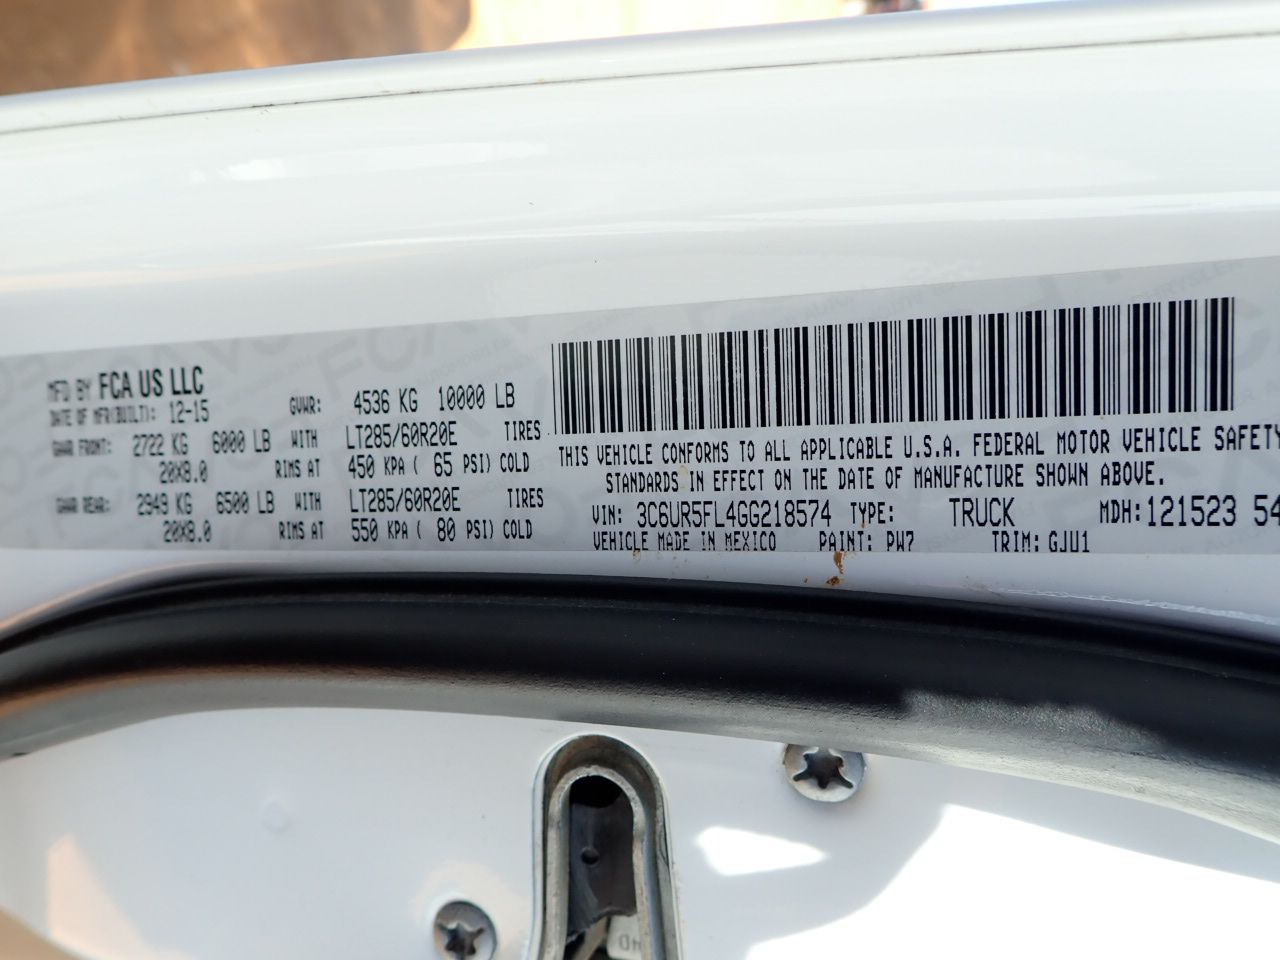 MFD BY FCA US LLC
DATE OF MFR(BUILT): 12-15 GVWR: 4536 KG 10000 LB
GAWR FRONT: 2722 KG 6000 LB WITH LT285/60R20E TIRES
20X8.0 RIMS AT 450 KPA ( 65 PSI) COLD
GAWR REAR: 2949 KG 6500 LB WITH LT285/60R20E TIRES
20X8.0 RIMS AT 550 KPA ( 80 PSI) COLD
THIS VEHICLE CONFORMS TO ALL APPLICABLE U.S.A. FEDERAL MOTOR VEHICLE SAFETY
STANDARDS IN EFFECT ON THE DATE OF MANUFACTURE SHOWN ABOVE.
VIN: 3C6UR5FL4GG218574 TYPE: TRUCK MDH: 121523 54
VEHICLE MADE IN MEXICO PAINT: PW7 TRIM: GJU1